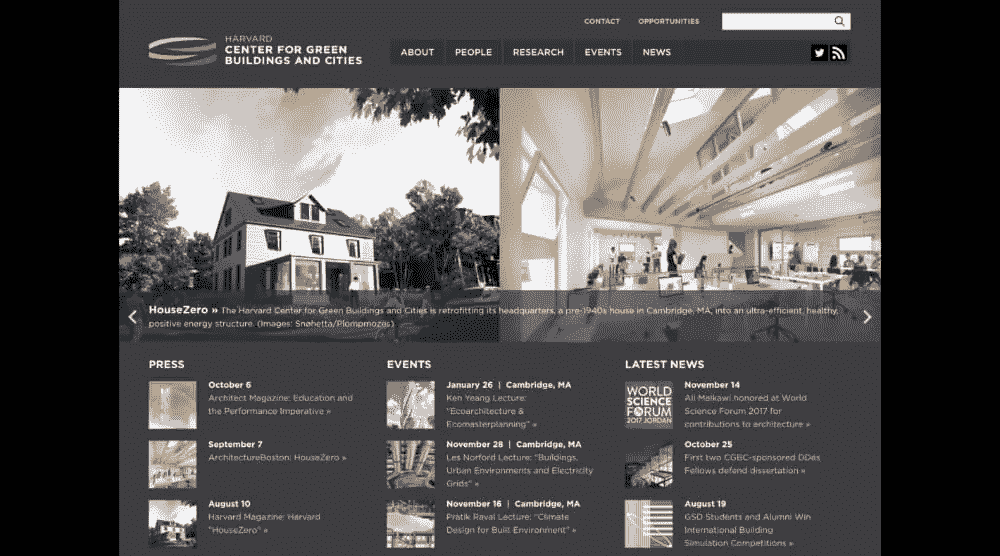 CONTACT OPPORTUNITIES
HARVARD
CENTER FOR GREEN
BUILDINGS AND CITIES
ABOUT PEOPLE RESEARCH EVENTS NEWS
HouseZero » The Harvard Center for Green Buildings and Cities is retrofitting its headquarters, a pre-1940s house in Cambridge, MA, into an ultra-efficient, healthy,
positive energy structure. (Images: Snøhetta/Plompmozes)
PRESS
October 6
Architect Magazine: Education and
the Performance Imperative »
September 7
ArchitectureBoston: HouseZero »
August 10
Harvard Magazine: Harvard
"HouseZero" »
EVENTS
January 26 | Cambridge, MA
Ken Yeang Lecture:
"Ecoarchitecture &
Ecomasterplanning" »
November 28 | Cambridge, MA
Les Norford Lecture: "Buildings,
Urban Environments and Electricity
Grids" »
November 16 | Cambridge, MA
Pratik Raval Lecture: "Climate
Design for Built Environment" »
LATEST NEWS
WORLD
SCIENCE
FORUM
2017 JORDAN
November 14
Ali Malkawi honored at World
Science Forum 2017 for
contributions to architecture »
October 25
First two CGBC-sponsored DDes
Fellows defend dissertation »
August 19
GSD Students and Alumni Win
International Building
Simulation Competitions »